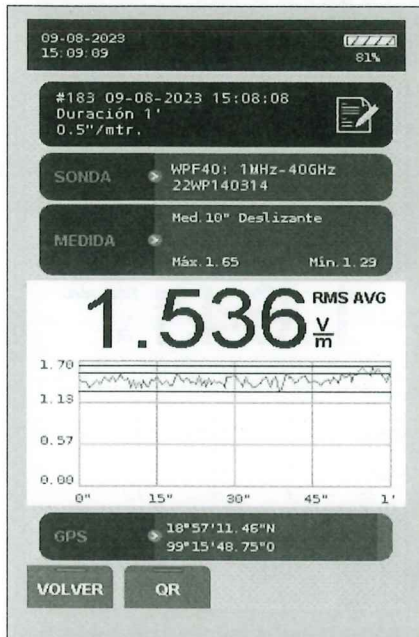 09-08-2023
15:09:09
81%
#183 09-08-2023 15:08:08
Duración 1'
0.5"/mtr.
SONDA
WPF40: 1MHz-40GHz
22WP140314
MEDIDA
Med.10" Deslizante
Máx.1.65 Mín.1.29
1.536 RMS AVG
V/m
1.70
1.13
0.57
0.00
0" 15" 30" 45" 1'
GPS
18°57'11.46"N
99°15'48.75"O
VOLVER QR